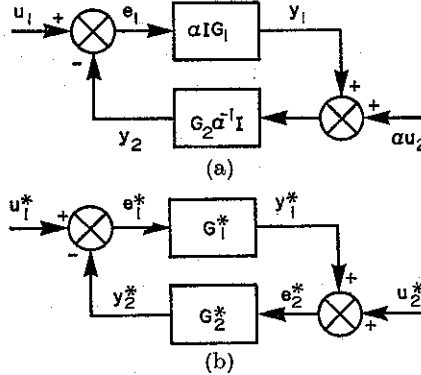 u₁ + e₁ αIG₁ y₁
- + +
y₂ G₂α⁻¹I αu₂
(a)
u₁* + e₁* G₁* y₁*
- +
y₂* G₂* e₂* + u₂*
(b)